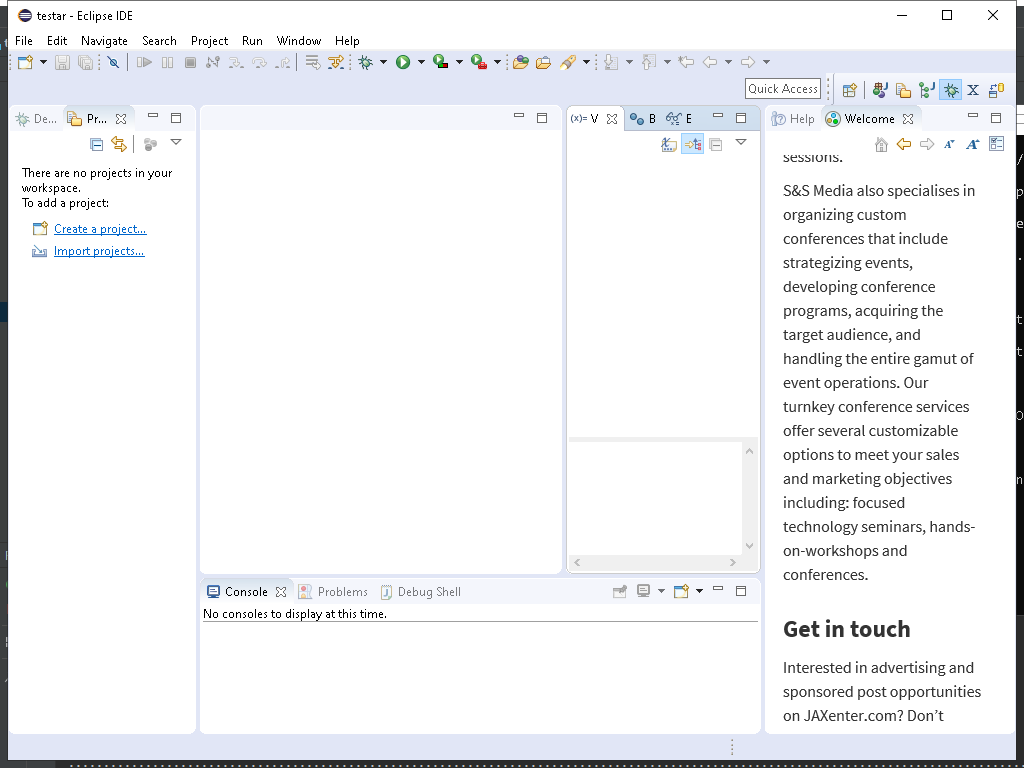 testar - Eclipse IDE
File Edit Navigate Search Project Run Window Help
Quick Access
De... Pr...
There are no projects in your
workspace.
To add a project:
Create a project...
Import projects...
(x)= V B E
Help Welcome
sessions.
S&S Media also specialises in
organizing custom
conferences that include
strategizing events,
developing conference
programs, acquiring the
target audience, and
handling the entire gamut of
event operations. Our
turnkey conference services
offer several customizable
options to meet your sales
and marketing objectives
including: focused
technology seminars, hands-
on-workshops and
conferences.
Get in touch
Interested in advertising and
sponsored post opportunities
on JAXenter.com? Don’t
Console Problems Debug Shell
No consoles to display at this time.